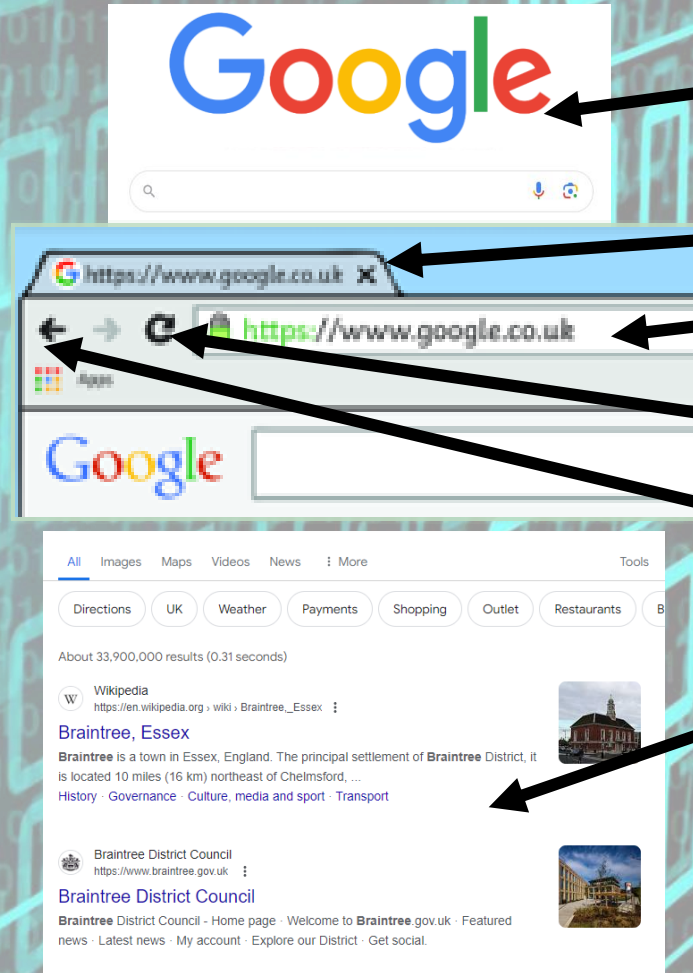 Google
https://www.google.co.uk
https://www.google.co.uk
Apps
Google
All Images Maps Videos News More Tools
Directions UK Weather Payments Shopping Outlet Restaurants B
About 33,900,000 results (0.31 seconds)
W Wikipedia
https://en.wikipedia.org › wiki › Braintree,_Essex
Braintree, Essex
Braintree is a town in Essex, England. The principal settlement of Braintree District, it
is located 10 miles (16 km) northeast of Chelmsford, ...
History · Governance · Culture, media and sport · Transport
Braintree District Council
https://www.braintree.gov.uk
Braintree District Council
Braintree District Council - Home page · Welcome to Braintree.gov.uk · Featured
news · Latest news · My account · Explore our District · Get social.